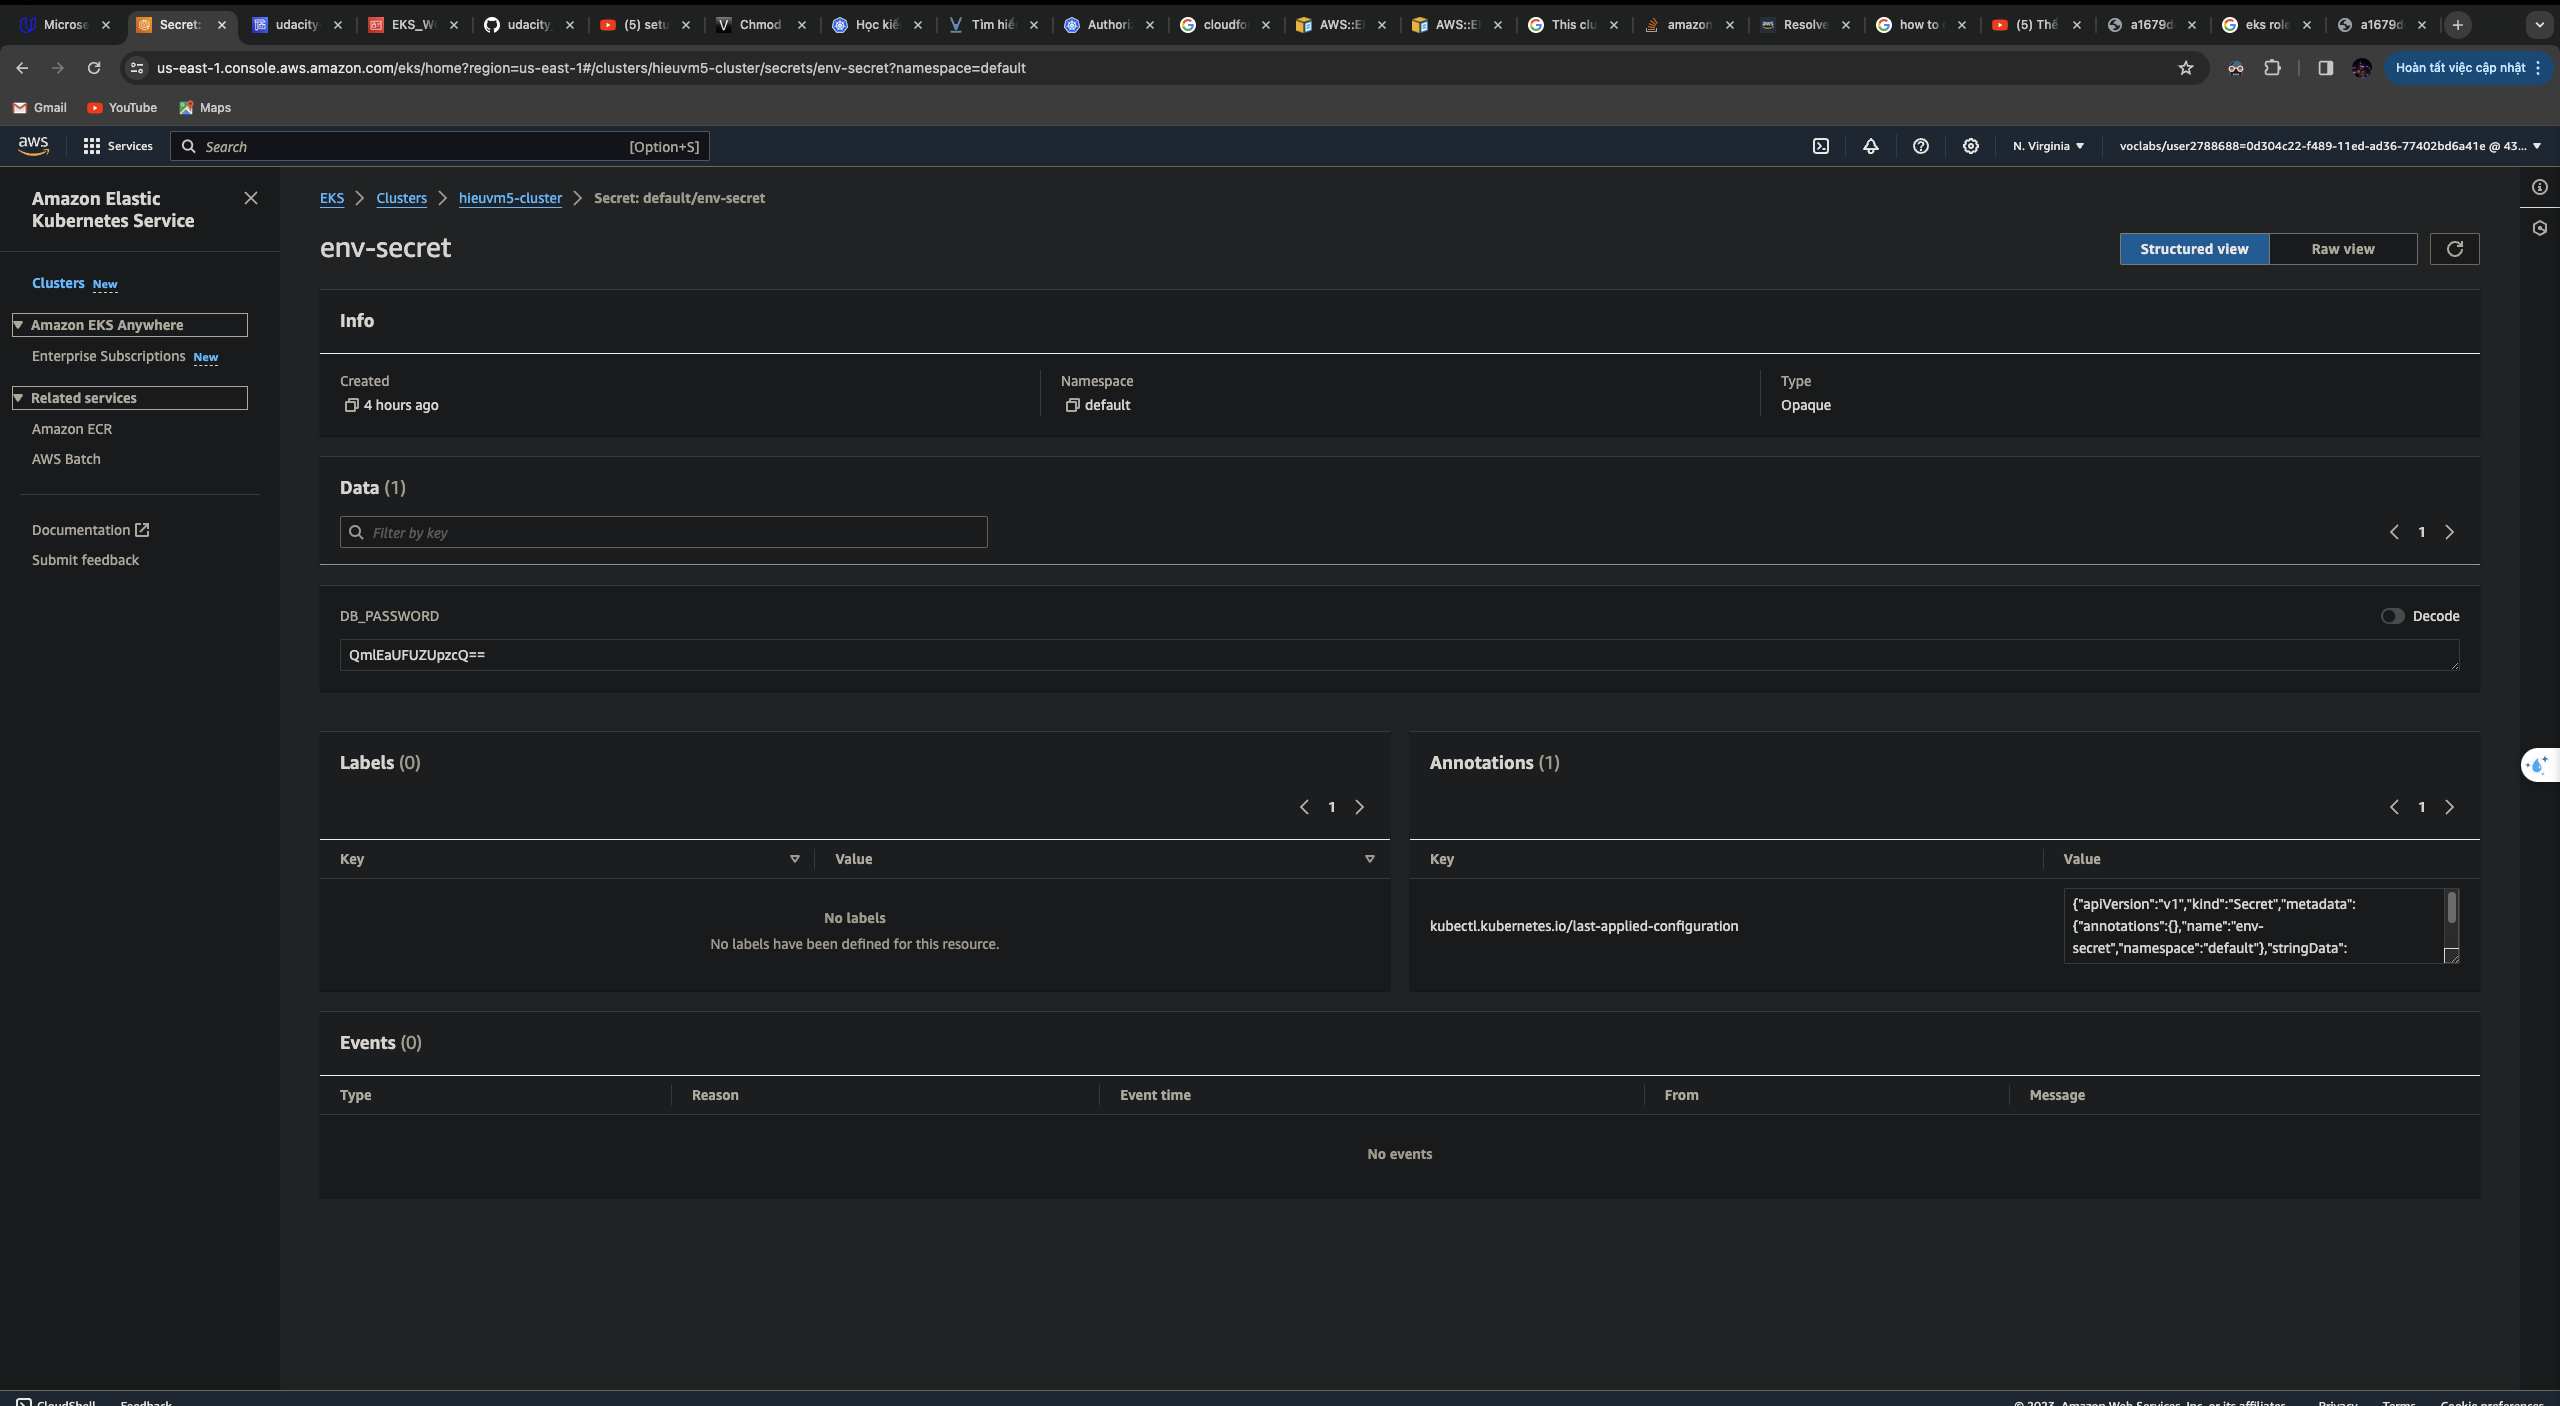 Microse
Secret:
udacity
EKS_W
udacity_
(5) setu
Chmod
Học kiế
Tìm hiể
Authori
cloudfo
AWS::E
AWS::E
This clu
amazon
Resolve
how to
(5) Thế
a1679d
eks role
a1679d
us-east-1.console.aws.amazon.com/eks/home?region=us-east-1#/clusters/hieuvm5-cluster/secrets/env-secret?namespace=default
Hoàn tất việc cập nhật
Gmail
YouTube
Maps
aws
Services
Search
[Option+S]
N. Virginia
voclabs/user2788688=0d304c22-f489-11ed-ad36-77402bd6a41e @ 43...
Amazon Elastic
Kubernetes Service
Clusters New
Amazon EKS Anywhere
Enterprise Subscriptions New
Related services
Amazon ECR
AWS Batch
Documentation
Submit feedback
EKS
Clusters
hieuvm5-cluster
Secret: default/env-secret
env-secret
Structured view
Raw view
Info
Created
4 hours ago
Namespace
default
Type
Opaque
Data (1)
Filter by key
1
DB_PASSWORD
Decode
QmlEaUFUZUpzcQ==
Labels (0)
1
Key
Value
No labels
No labels have been defined for this resource.
Annotations (1)
1
Key
Value
kubectl.kubernetes.io/last-applied-configuration
{"apiVersion":"v1","kind":"Secret","metadata":
{"annotations":{},"name":"env-
secret","namespace":"default"},"stringData":
Events (0)
Type
Reason
Event time
From
Message
No events
CloudShell
Feedback
© 2023, Amazon Web Services, Inc. or its affiliates.
Privacy
Terms
Cookie preferences